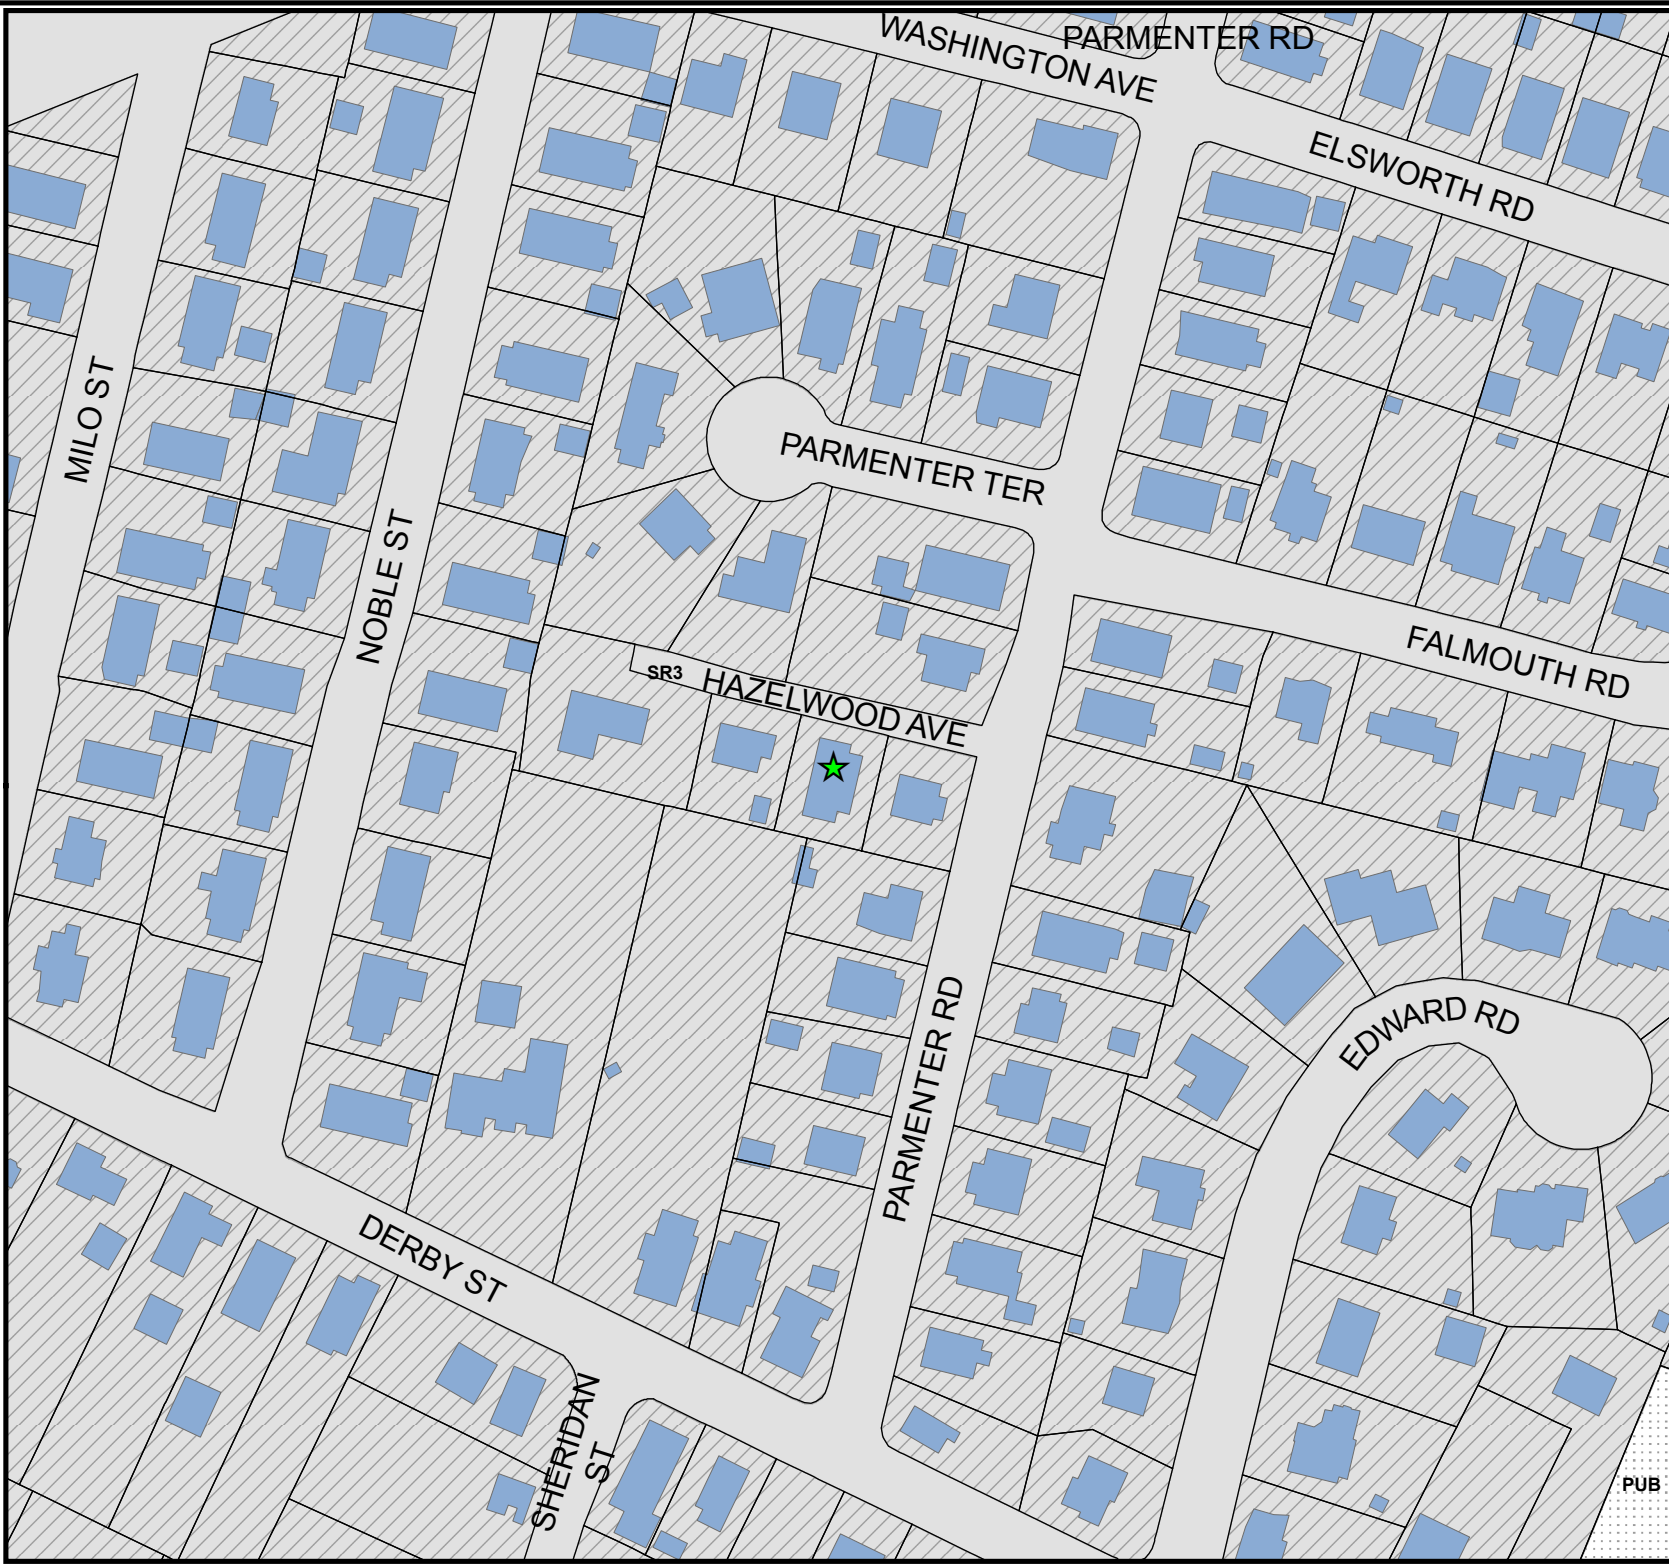 PARMENTER RD
WASHINGTON AVE
ELSWORTH RD
MILO ST
PARMENTER TER
NOBLE ST
FALMOUTH RD
SR3
HAZELWOOD AVE
PARMENTER RD
EDWARD RD
DERBY ST
SHERIDAN
ST
PUB